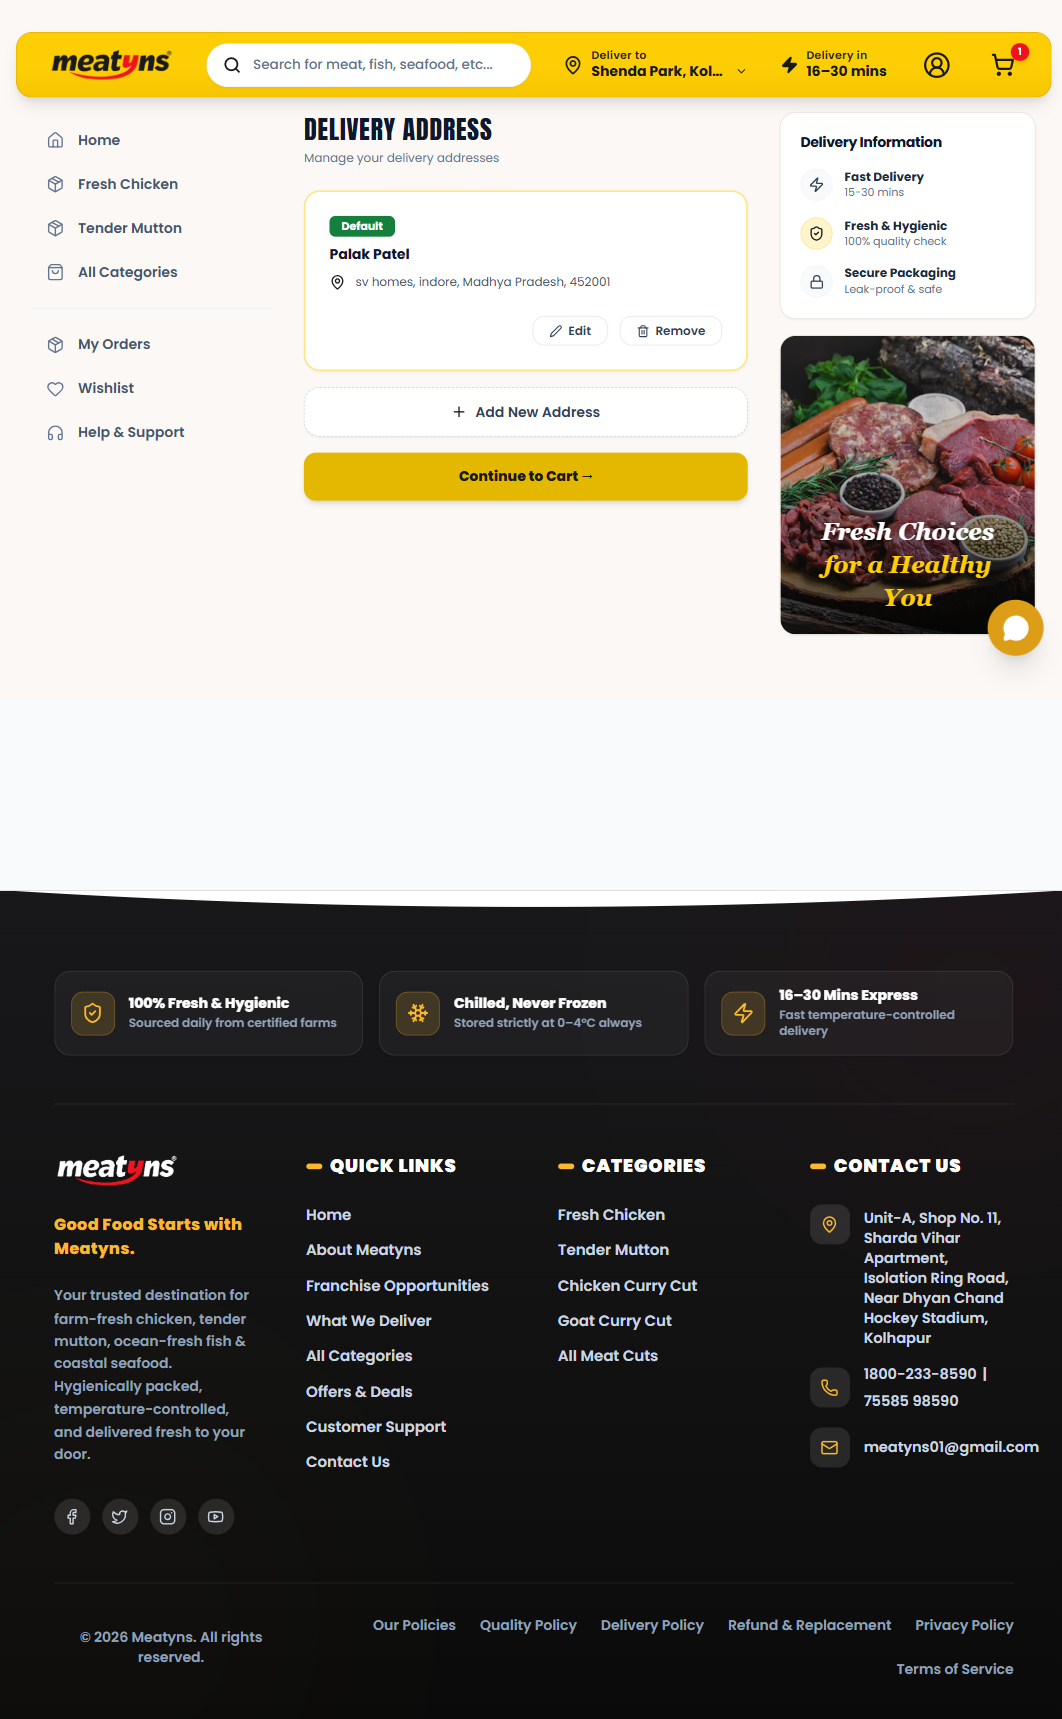 meatyns
Search for meat, fish, seafood, etc...
Deliver to
Shenda Park, Kol...
Delivery in
16–30 mins
1
Home
Fresh Chicken
Tender Mutton
All Categories
My Orders
Wishlist
Help & Support
DELIVERY ADDRESS
Manage your delivery addresses
Default
Palak Patel
sv homes, indore, Madhya Pradesh, 452001
Edit
Remove
+ Add New Address
Continue to Cart →
Delivery Information
Fast Delivery
15-30 mins
Fresh & Hygienic
100% quality check
Secure Packaging
Leak-proof & safe
Fresh Choices
for a Healthy
You
100% Fresh & Hygienic
Sourced daily from certified farms
Chilled, Never Frozen
Stored strictly at 0–4°C always
16–30 Mins Express
Fast temperature-controlled
delivery
meatyns
Good Food Starts with
Meatyns.
Your trusted destination for
farm-fresh chicken, tender
mutton, ocean-fresh fish &
coastal seafood.
Hygienically packed,
temperature-controlled,
and delivered fresh to your
door.
QUICK LINKS
Home
About Meatyns
Franchise Opportunities
What We Deliver
All Categories
Offers & Deals
Customer Support
Contact Us
CATEGORIES
Fresh Chicken
Tender Mutton
Chicken Curry Cut
Goat Curry Cut
All Meat Cuts
CONTACT US
Unit-A, Shop No. 11,
Sharda Vihar
Apartment,
Isolation Ring Road,
Near Dhyan Chand
Hockey Stadium,
Kolhapur
1800-233-8590 |
75585 98590
meatyns01@gmail.com
© 2026 Meatyns. All rights
reserved.
Our Policies
Quality Policy
Delivery Policy
Refund & Replacement
Privacy Policy
Terms of Service